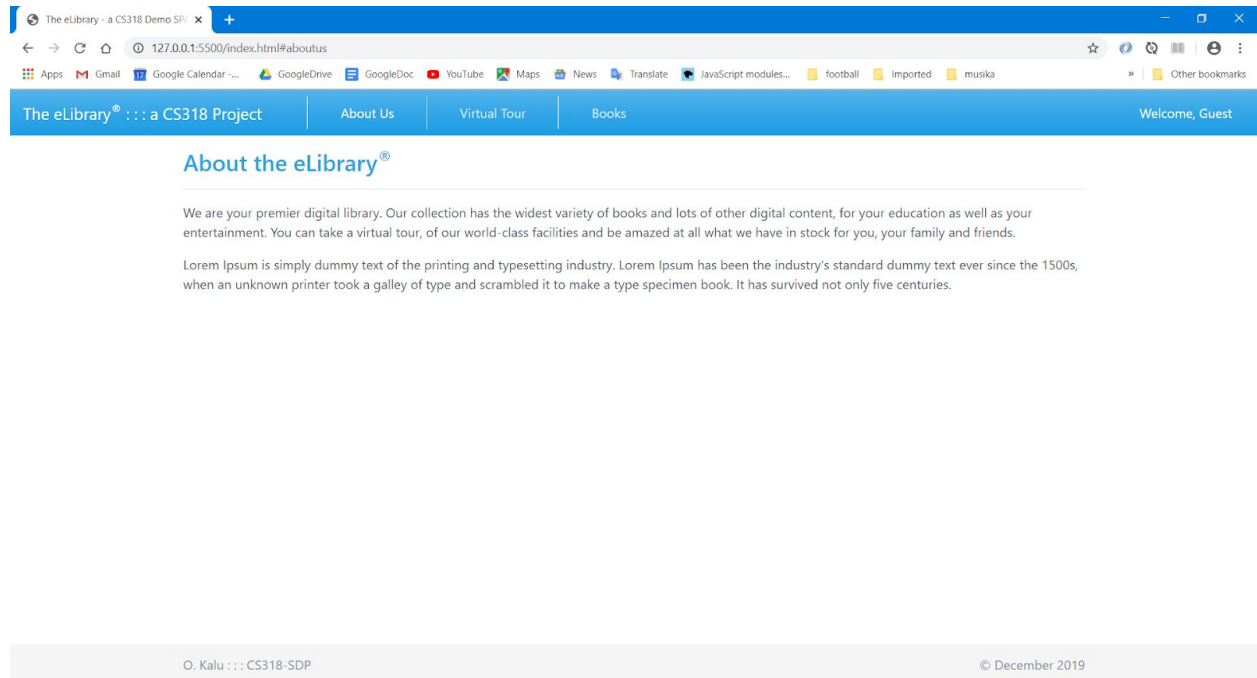 The eLibrary - a CS318 Demo SPA
127.0.0.1:5500/index.html#aboutus
Apps Gmail 17 Google Calendar -... GoogleDrive GoogleDoc YouTube Maps News Translate JavaScript modules... football Imported musika » Other bookmarks
The eLibrary® : : : a CS318 Project About Us Virtual Tour Books Welcome, Guest
About the eLibrary®
We are your premier digital library. Our collection has the widest variety of books and lots of other digital content, for your education as well as your
entertainment. You can take a virtual tour, of our world-class facilities and be amazed at all what we have in stock for you, your family and friends.
Lorem Ipsum is simply dummy text of the printing and typesetting industry. Lorem Ipsum has been the industry's standard dummy text ever since the 1500s,
when an unknown printer took a galley of type and scrambled it to make a type specimen book. It has survived not only five centuries.
O. Kalu : : : CS318-SDP © December 2019